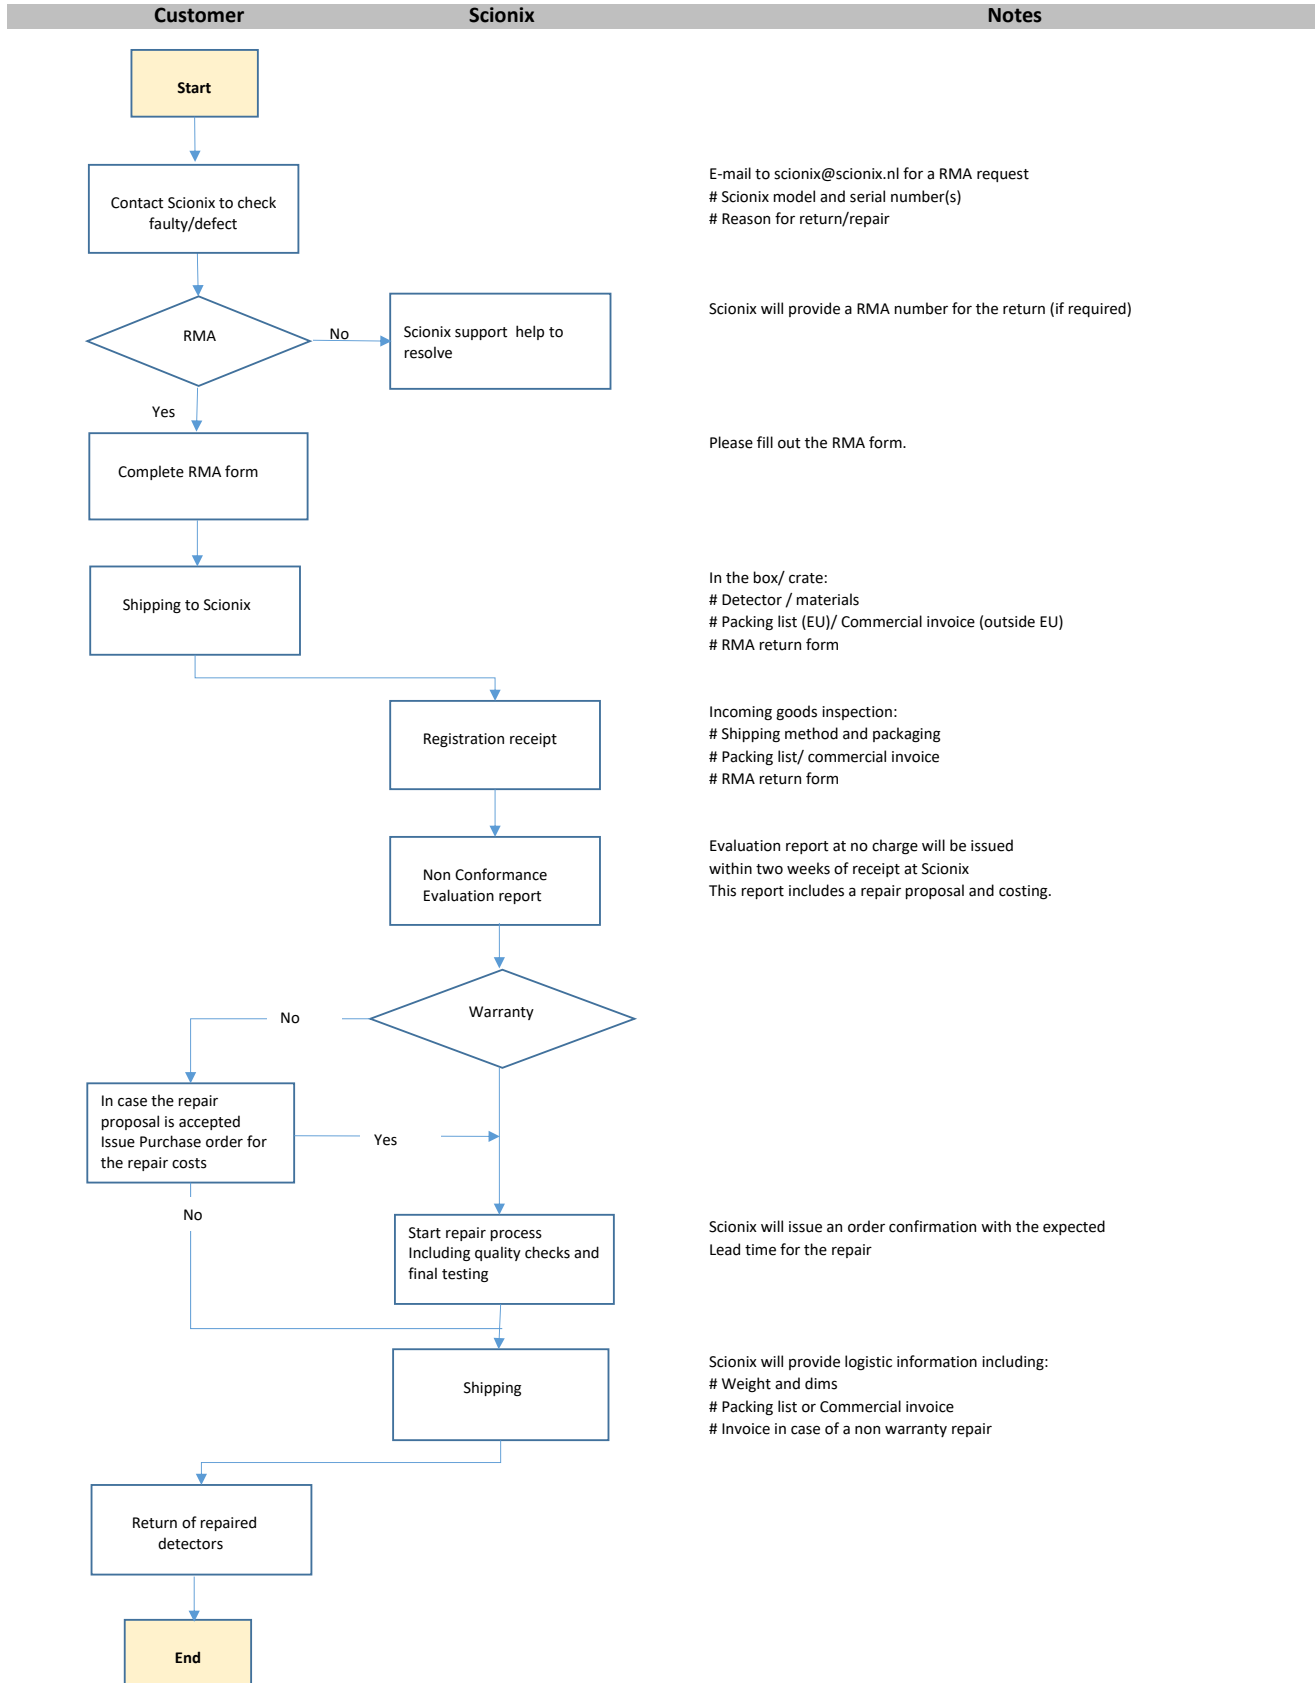 Customer
Scionix
Notes
Start
Contact Scionix to check
faulty/defect
E-mail to scionix@scionix.nl for a RMA request
# Scionix model and serial number(s)
# Reason for return/repair
RMA
No
Scionix support  help to
resolve
Scionix will provide a RMA number for the return (if required)
Yes
Complete RMA form
Please fill out the RMA form.
Shipping to Scionix
In the box/ crate:
# Detector / materials
# Packing list (EU)/ Commercial invoice (outside EU)
# RMA return form
Registration receipt
Incoming goods inspection:
# Shipping method and packaging
# Packing list/ commercial invoice
# RMA return form
Non Conformance
Evaluation report
Evaluation report at no charge will be issued
within two weeks of receipt at Scionix
This report includes a repair proposal and costing.
Warranty
No
In case the repair
proposal is accepted
Issue Purchase order for
the repair costs
Yes
No
Start repair process
Including quality checks and
final testing
Scionix will issue an order confirmation with the expected
Lead time for the repair
Shipping
Scionix will provide logistic information including:
# Weight and dims
# Packing list or Commercial invoice
# Invoice in case of a non warranty repair
Return of repaired
detectors
End